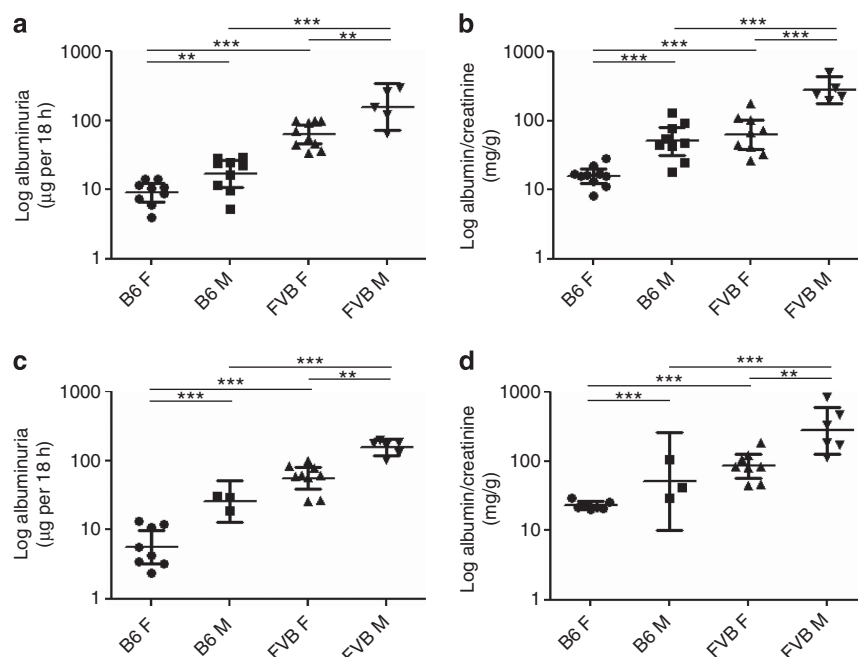 a
***
***
**
**
1000
100
10
1
Log albuminuria
(µg per 18 h)
B6 F
B6 M
FVB F
FVB M
b
***
***
***
***
1000
100
10
1
Log albumin/creatinine
(mg/g)
B6 F
B6 M
FVB F
FVB M
c
***
***
**
***
1000
100
10
1
Log albuminuria
(µg per 18 h)
B6 F
B6 M
FVB F
FVB M
d
***
***
**
***
1000
100
10
1
Log albumin/creatinine
(mg/g)
B6 F
B6 M
FVB F
FVB M